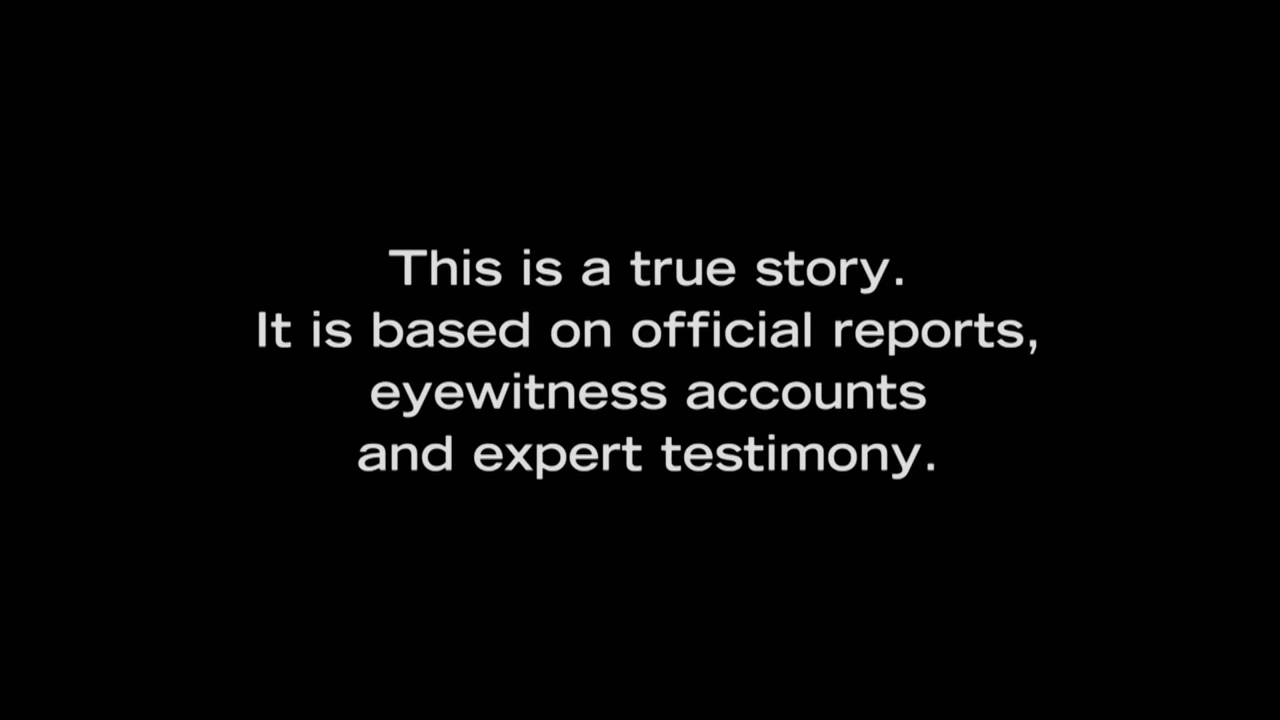 This is a true story.
It is based on official reports,
eyewitness accounts
and expert testimony.